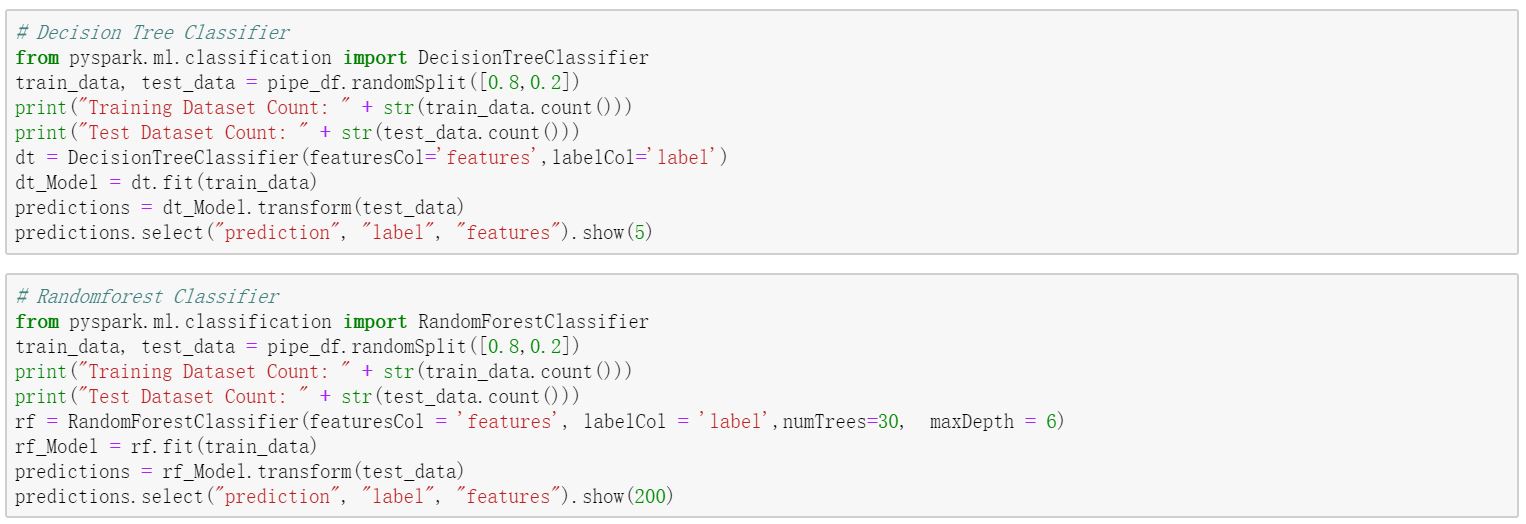 # Decision Tree Classifier
from pyspark.ml.classification import DecisionTreeClassifier
train_data, test_data = pipe_df.randomSplit([0.8,0.2])
print("Training Dataset Count: " + str(train_data.count()))
print("Test Dataset Count: " + str(test_data.count()))
dt = DecisionTreeClassifier(featuresCol='features',labelCol='label')
dt_Model = dt.fit(train_data)
predictions = dt_Model.transform(test_data)
predictions.select("prediction", "label", "features").show(5)
# Randomforest Classifier
from pyspark.ml.classification import RandomForestClassifier
train_data, test_data = pipe_df.randomSplit([0.8,0.2])
print("Training Dataset Count: " + str(train_data.count()))
print("Test Dataset Count: " + str(test_data.count()))
rf = RandomForestClassifier(featuresCol = 'features', labelCol = 'label',numTrees=30,  maxDepth = 6)
rf_Model = rf.fit(train_data)
predictions = rf_Model.transform(test_data)
predictions.select("prediction", "label", "features").show(200)